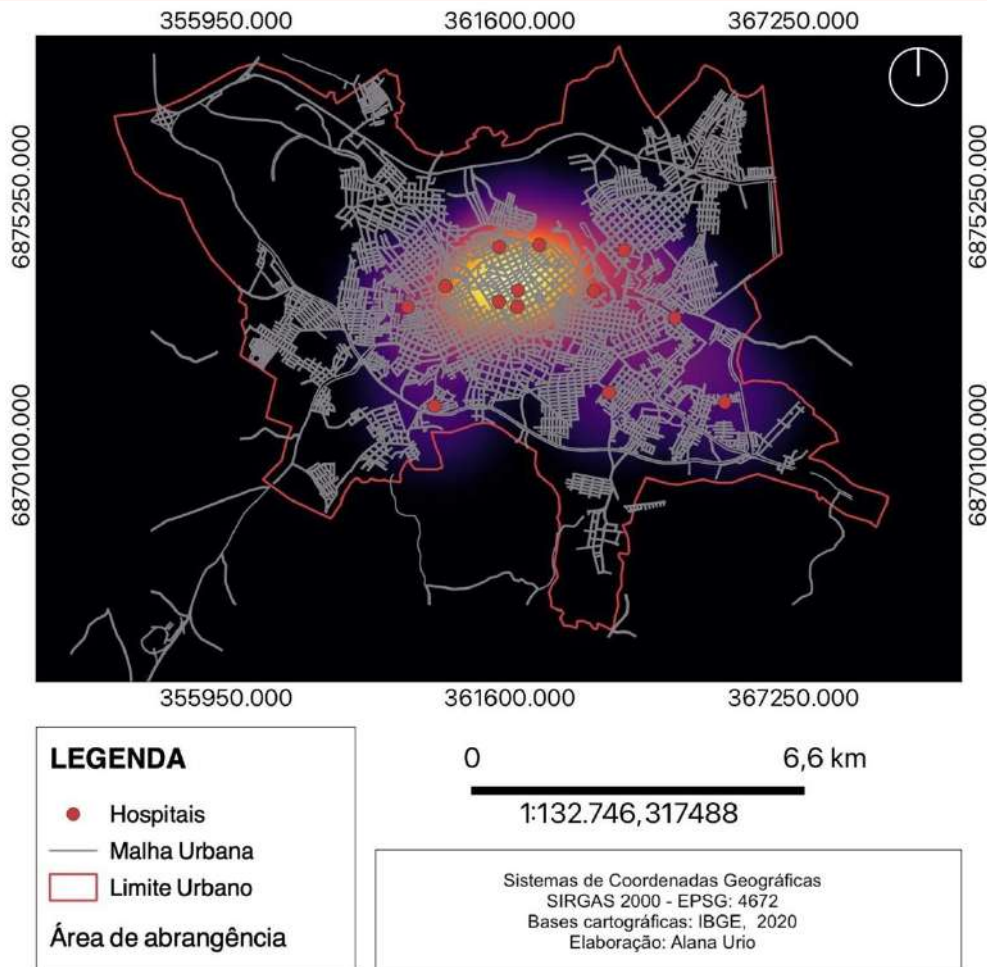 355950.000
361600.000
367250.000
6875250.000
6875250.000
6870100.000
6870100.000
355950.000
361600.000
367250.000
LEGENDA
Hospitais
Malha Urbana
Limite Urbano
Área de abrangência
0
6,6 km
1:132.746,317488
Sistemas de Coordenadas Geográficas
SIRGAS 2000 - EPSG: 4672
Bases cartográficas: IBGE, 2020
Elaboração: Alana Urio